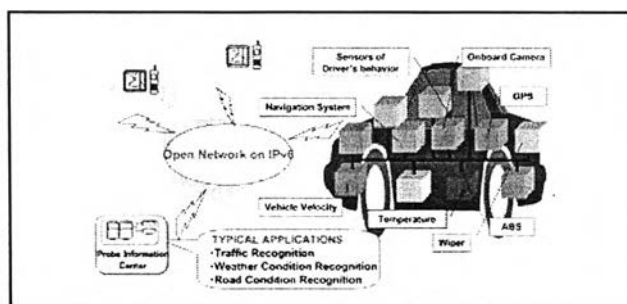 Sensors of
Driver's behavior
Onboard Camera
GPS
Navigation System
Open Network on IPv6
Vehicle Velocity
Temperature
Wiper
ABS
Probe Information
Center
TYPICAL APPLICATIONS
•Traffic Recognition
•Weather Condition Recognition
•Road Condition Recognition